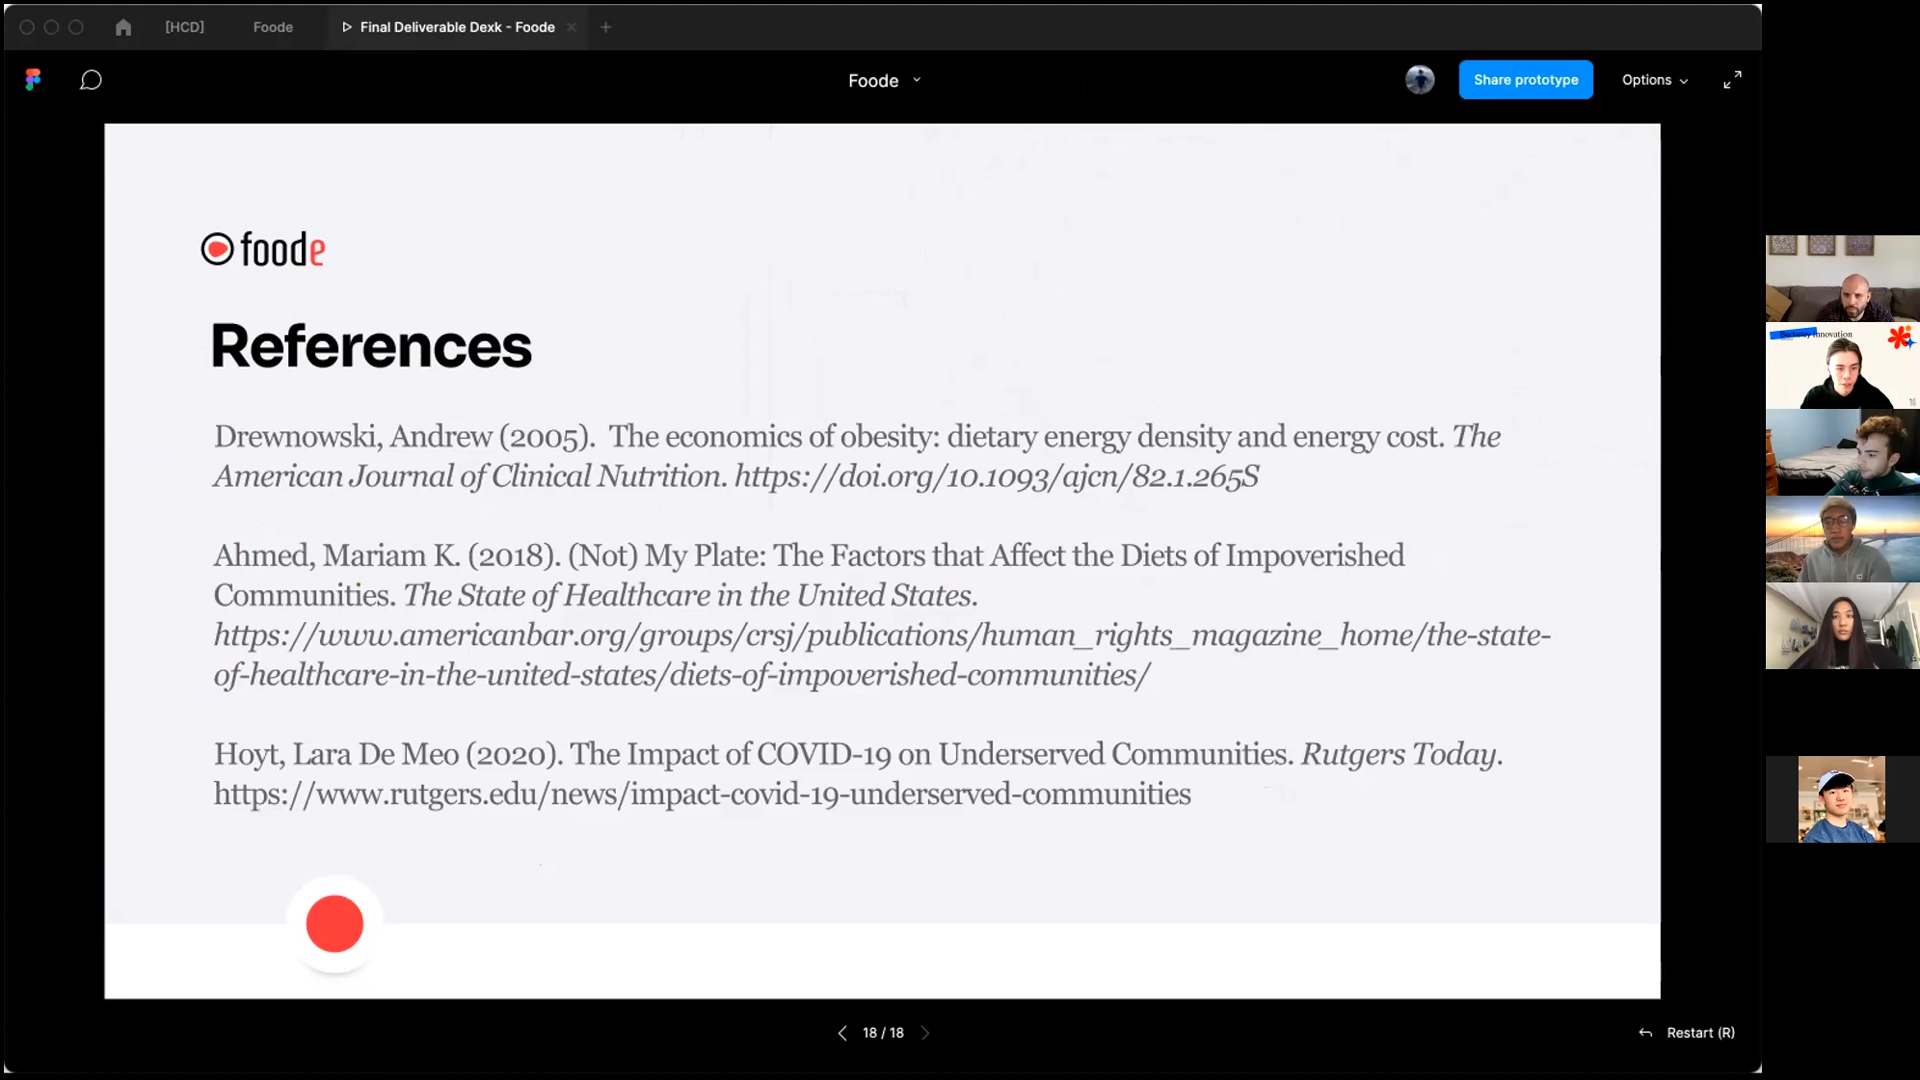 [HCD]
Foode
Final Deliverable Dexk - Foode
Foode
Share prototype
Options
foode
References
Drewnowski, Andrew (2005).  The economics of obesity: dietary energy density and energy cost. The
American Journal of Clinical Nutrition. https://doi.org/10.1093/ajcn/82.1.265S
Ahmed, Mariam K. (2018). (Not) My Plate: The Factors that Affect the Diets of Impoverished
Communities. The State of Healthcare in the United States.
https://www.americanbar.org/groups/crsj/publications/human_rights_magazine_home/the-state-
of-healthcare-in-the-united-states/diets-of-impoverished-communities/
Hoyt, Lara De Meo (2020). The Impact of COVID-19 on Underserved Communities. Rutgers Today.
https://www.rutgers.edu/news/impact-covid-19-underserved-communities
18 / 18
Restart (R)
Berkeley Innovation